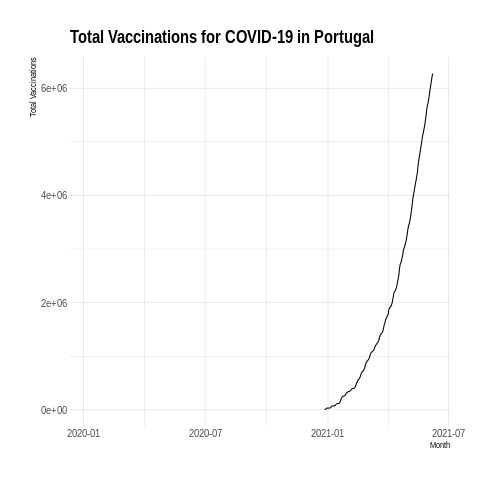 Total Vaccinations for COVID-19 in Portugal
Total Vaccinations
6e+06
4e+06
2e+06
0e+00
2020-01 2020-07 2021-01 2021-07
Month